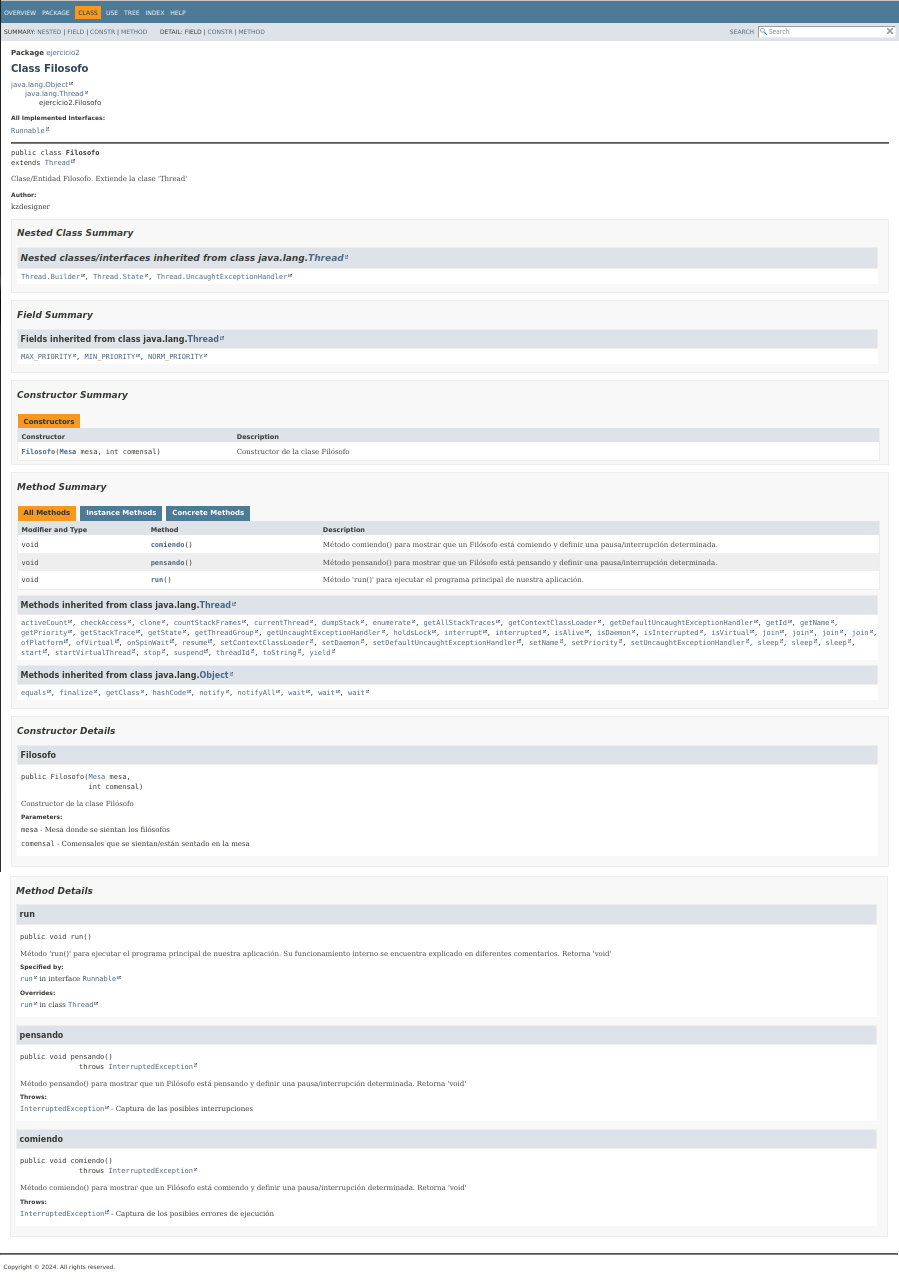 OVERVIEW PACKAGE CLASS USE TREE INDEX HELP
SUMMARY: NESTED | FIELD | CONSTR | METHOD DETAIL: FIELD | CONSTR | METHOD SEARCH Search
Package ejercicio2
Class Filosofo
java.lang.Object
java.lang.Thread
ejercicio2.Filosofo
All Implemented Interfaces:
Runnable
public class Filosofo
extends Thread
Clase/Entidad Filosofo. Extiende la clase 'Thread'
Author:
kzdesigner
Nested Class Summary
Nested classes/interfaces inherited from class java.lang.Thread
Thread.Builder, Thread.State, Thread.UncaughtExceptionHandler
Field Summary
Fields inherited from class java.lang.Thread
MAX_PRIORITY, MIN_PRIORITY, NORM_PRIORITY
Constructor Summary
Constructors
Constructor Description
Filosofo(Mesa mesa, int comensal) Constructor de la clase Filósofo
Method Summary
All Methods Instance Methods Concrete Methods
Modifier and Type Method Description
void comiendo() Método comiendo() para mostrar que un Filósofo está comiendo y definir una pausa/interrupción determinada.
void pensando() Método pensando() para mostrar que un Filósofo está pensando y definir una pausa/interrupción determinada.
void run() Método 'run()' para ejecutar el programa principal de nuestra aplicación.
Methods inherited from class java.lang.Thread
activeCount, checkAccess, clone, countStackFrames, currentThread, dumpStack, enumerate, getAllStackTraces, getContextClassLoader, getDefaultUncaughtExceptionHandler, getId, getName,
getPriority, getStackTrace, getState, getThreadGroup, getUncaughtExceptionHandler, holdsLock, interrupt, interrupted, isAlive, isDaemon, isInterrupted, isVirtual, join, join, join, join,
ofPlatform, ofVirtual, onSpinWait, resume, setContextClassLoader, setDaemon, setDefaultUncaughtExceptionHandler, setName, setPriority, setUncaughtExceptionHandler, sleep, sleep, sleep,
start, startVirtualThread, stop, suspend, threadId, toString, yield
Methods inherited from class java.lang.Object
equals, finalize, getClass, hashCode, notify, notifyAll, wait, wait, wait
Constructor Details
Filosofo
public Filosofo(Mesa mesa,
int comensal)
Constructor de la clase Filósofo
Parameters:
mesa - Mesa donde se sientan los filósofos
comensal - Comensales que se sientan/están sentado en la mesa
Method Details
run
public void run()
Método 'run()' para ejecutar el programa principal de nuestra aplicación. Su funcionamiento interno se encuentra explicado en diferentes comentarios. Retorna 'void'
Specified by:
run in interface Runnable
Overrides:
run in class Thread
pensando
public void pensando()
throws InterruptedException
Método pensando() para mostrar que un Filósofo está pensando y definir una pausa/interrupción determinada. Retorna 'void'
Throws:
InterruptedException - Captura de las posibles interrupciones
comiendo
public void comiendo()
throws InterruptedException
Método comiendo() para mostrar que un Filósofo está comiendo y definir una pausa/interrupción determinada. Retorna 'void'
Throws:
InterruptedException - Captura de los posibles errores de ejecución
Copyright © 2024. All rights reserved.